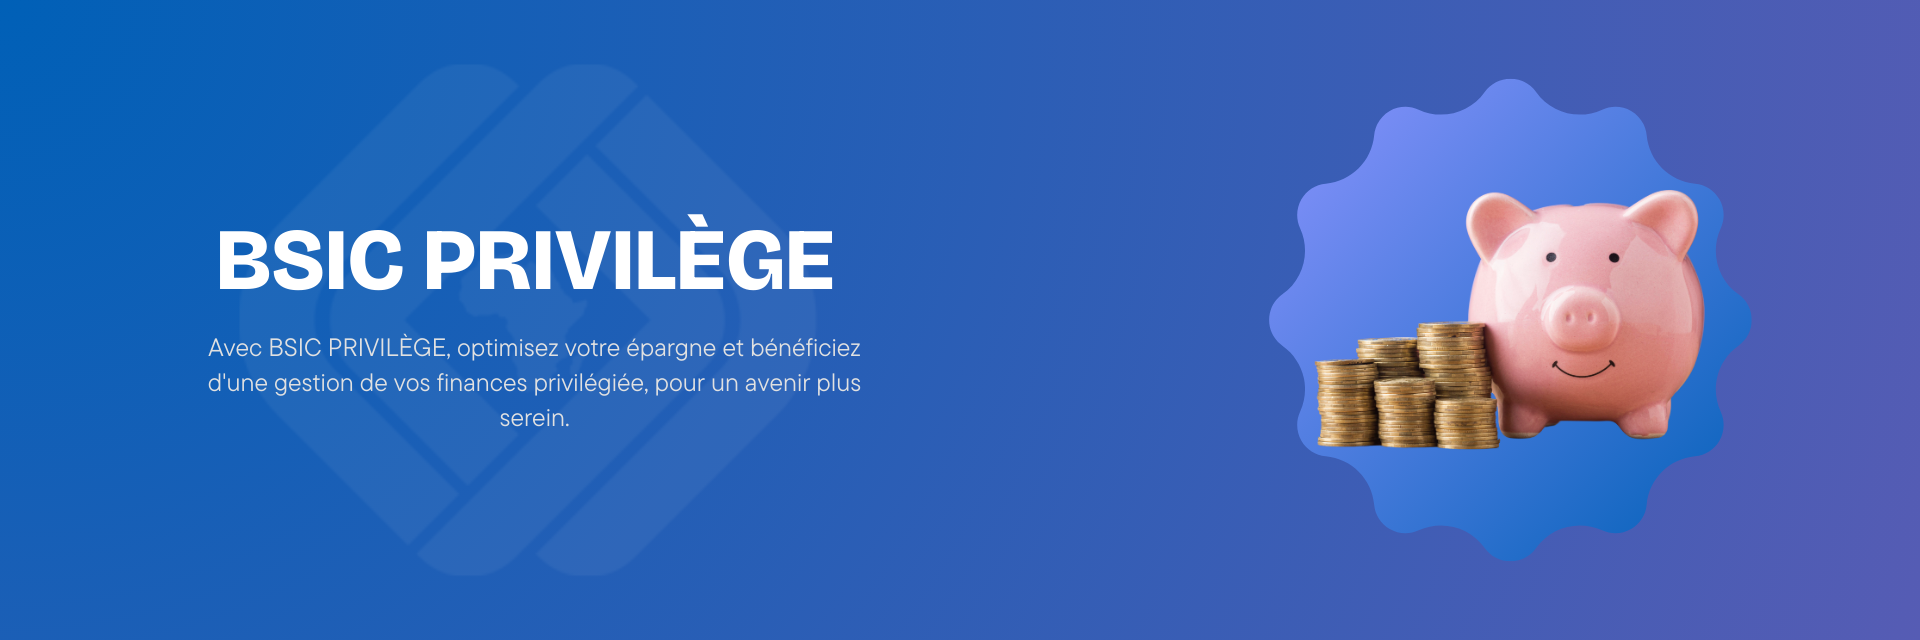 BSIC PRIVILÈGE
Avec BSIC PRIVILÈGE, optimisez votre épargne et bénéficiez
d'une gestion de vos finances privilégiée, pour un avenir plus
serein.